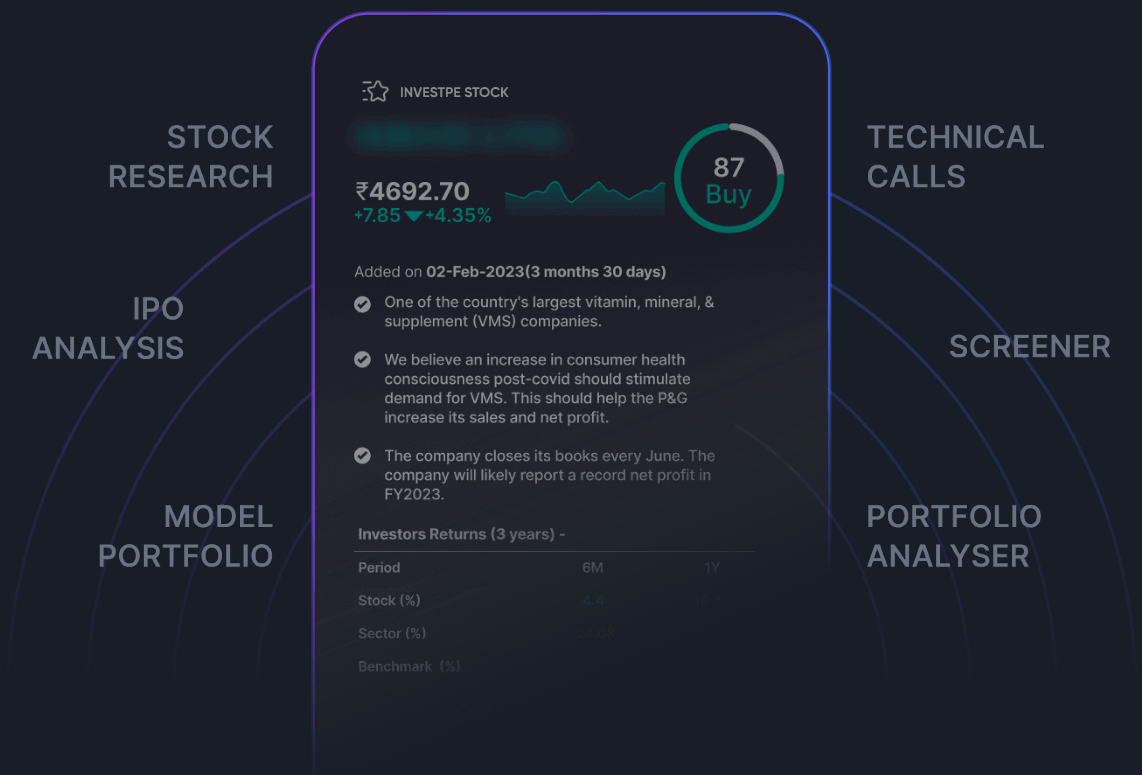 STOCK
RESEARCH
IPO
ANALYSIS
MODEL
PORTFOLIO
INVESTPE STOCK
₹4692.70
+7.85▼+4.35%
87
Buy
Added on 02-Feb-2023(3 months 30 days)
One of the country's largest vitamin, mineral, &
supplement (VMS) companies.
We believe an increase in consumer health
consciousness post-covid should stimulate
demand for VMS. This should help the P&G
increase its sales and net profit.
The company closes its books every June. The
company will likely report a record net profit in
FY2023.
Investors Returns (3 years) -
Period 6M 1Y
Stock (%) 4.4
Sector (%)
Benchmark (%)
TECHNICAL
CALLS
SCREENER
PORTFOLIO
ANALYSER